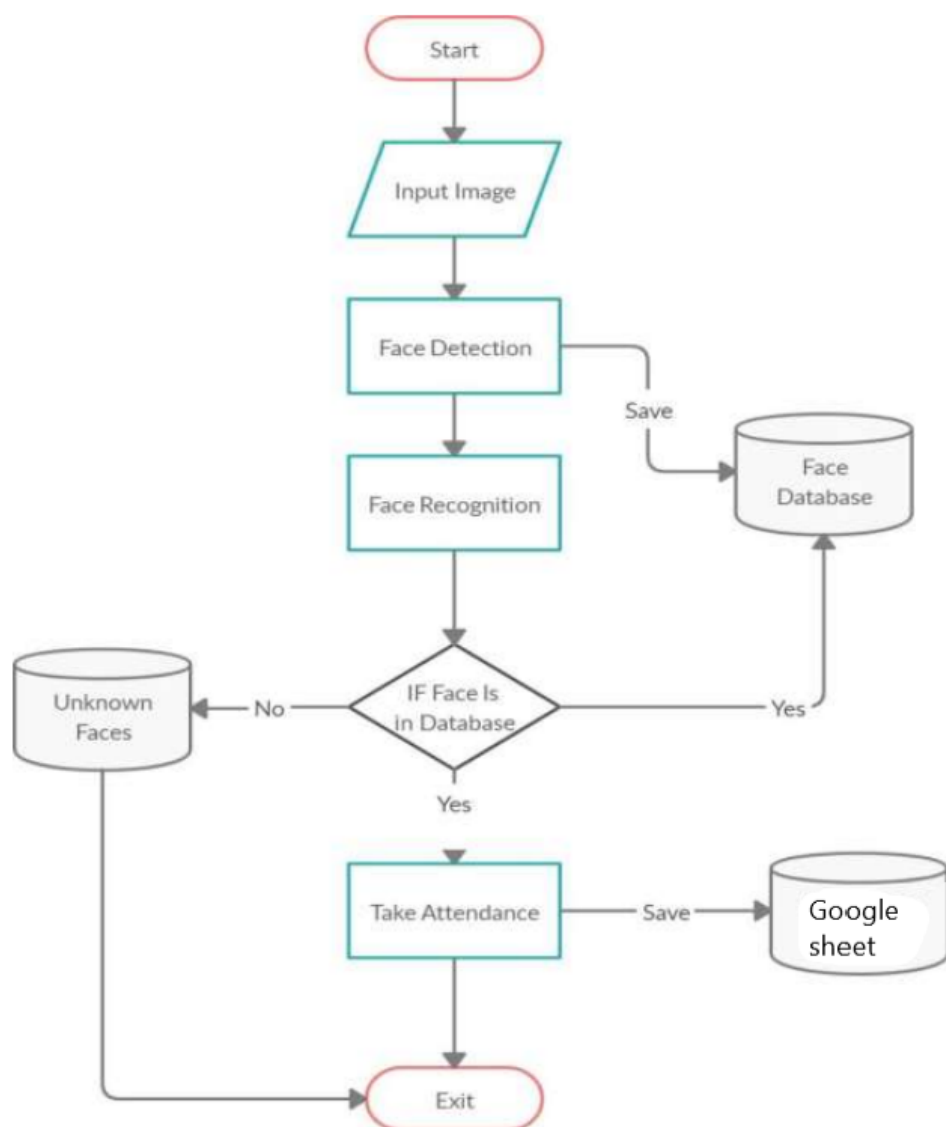 Start
Input Image
Face Detection
Save
Face
Database
Face Recognition
IF Face Is
in Database
No
Unknown
Faces
Yes
Yes
Take Attendance
Save
Google
sheet
Exit